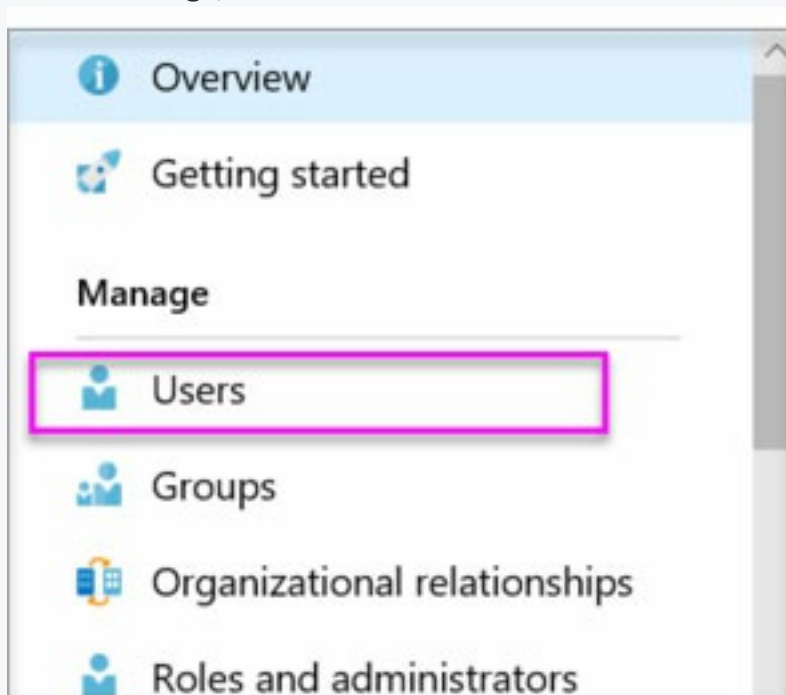 Overview
Getting started
Manage
Users
Groups
Organizational relationships
Roles and administrators